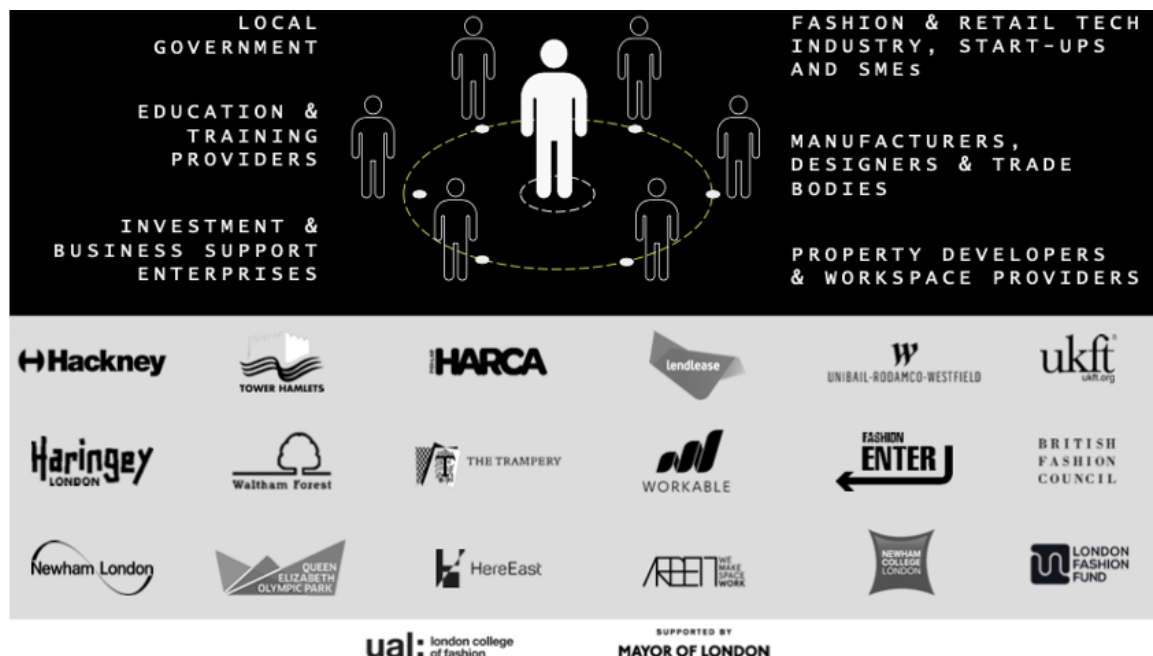 LOCAL
GOVERNMENT
EDUCATION &
TRAINING
PROVIDERS
INVESTMENT &
BUSINESS SUPPORT
ENTERPRISES
FASHION & RETAIL TECH
INDUSTRY, START-UPS
AND SMEs
MANUFACTURERS,
DESIGNERS & TRADE
BODIES
PROPERTY DEVELOPERS
& WORKSPACE PROVIDERS
Hackney
TOWER HAMLETS
HARCA
lendlease
UNIBAIL-RODAMCO-WESTFIELD
ukft
ukft.org
Haringey
LONDON
Waltham Forest
T
THE TRAMPERY
WORKABLE
FASHION
ENTER
BRITISH
FASHION
COUNCIL
Newham London
QUEEN
ELIZABETH
OLYMPIC PARK
HereEast
ARBEIT
WE
MAKE
SPACE
WORK
NEWHAM
COLLEGE
LONDON
LONDON
FASHION
FUND
ual:
london college
of fashion
SUPPORTED BY
MAYOR OF LONDON